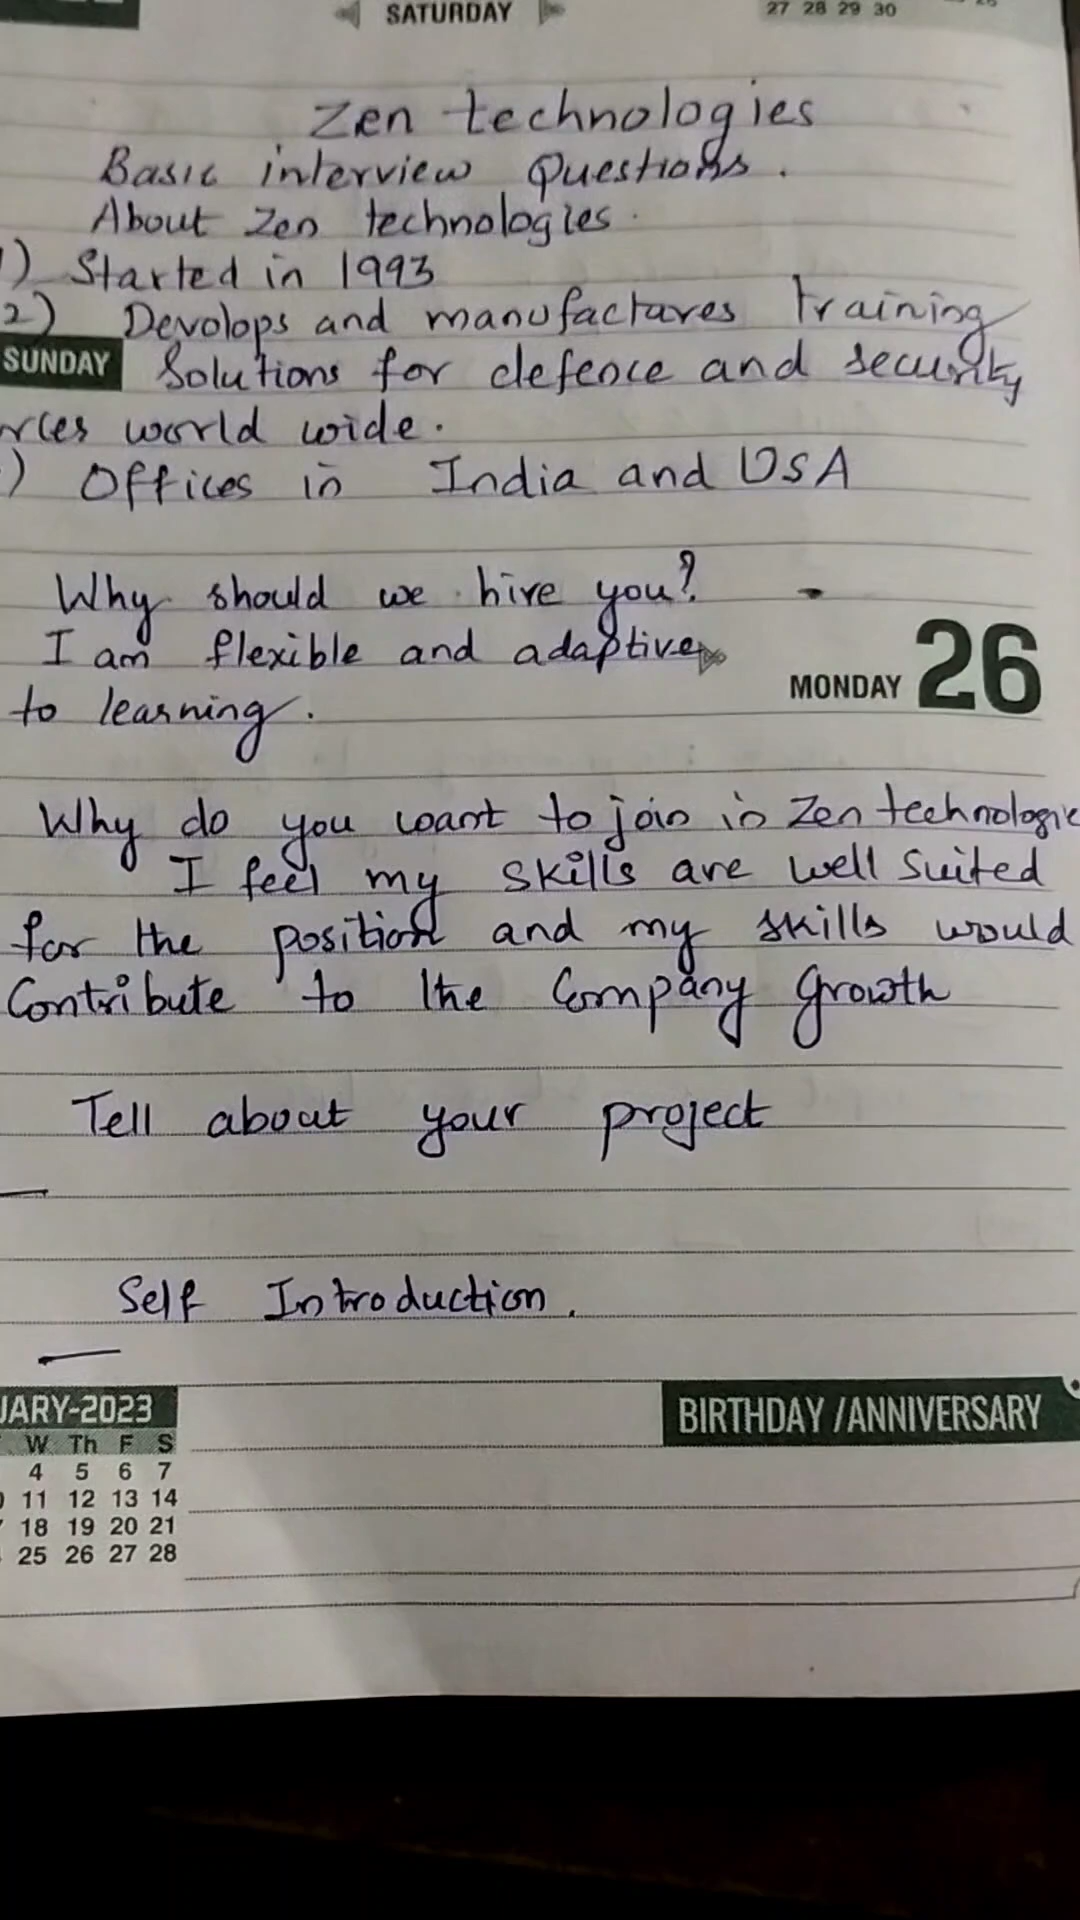 SATURDAY
27 28 29 30
Zen technologies
Basic interview Questions.
About Zen technologies.
1) Started in 1993
2) Devolops and manufactares training
SUNDAY Solutions for defence and security
rces world wide.
) Offices in India and USA
Why should we hire you?
I am flexible and adaptive
MONDAY 26
to learning.
Why do you want to join in Zen technologie
I feel my skills are well suited
for the position and my skills would
Contribute to the Company Growth
Tell about your project
Self Introduction.
UARY-2023
BIRTHDAY /ANNIVERSARY
W Th F S
4 5 6 7
11 12 13 14
18 19 20 21
25 26 27 28